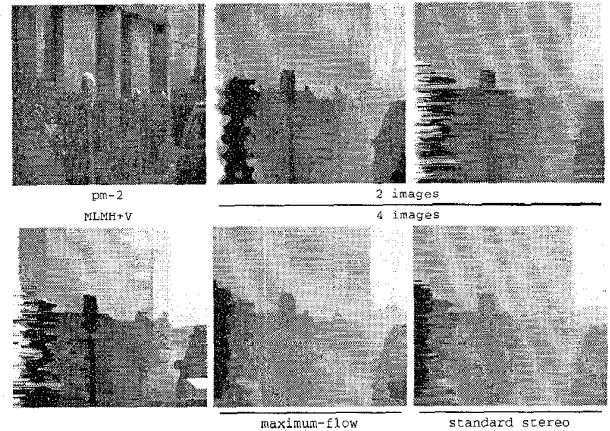 pm-2
2 images
MLMH+V
4 images
maximum-flow
standard stereo